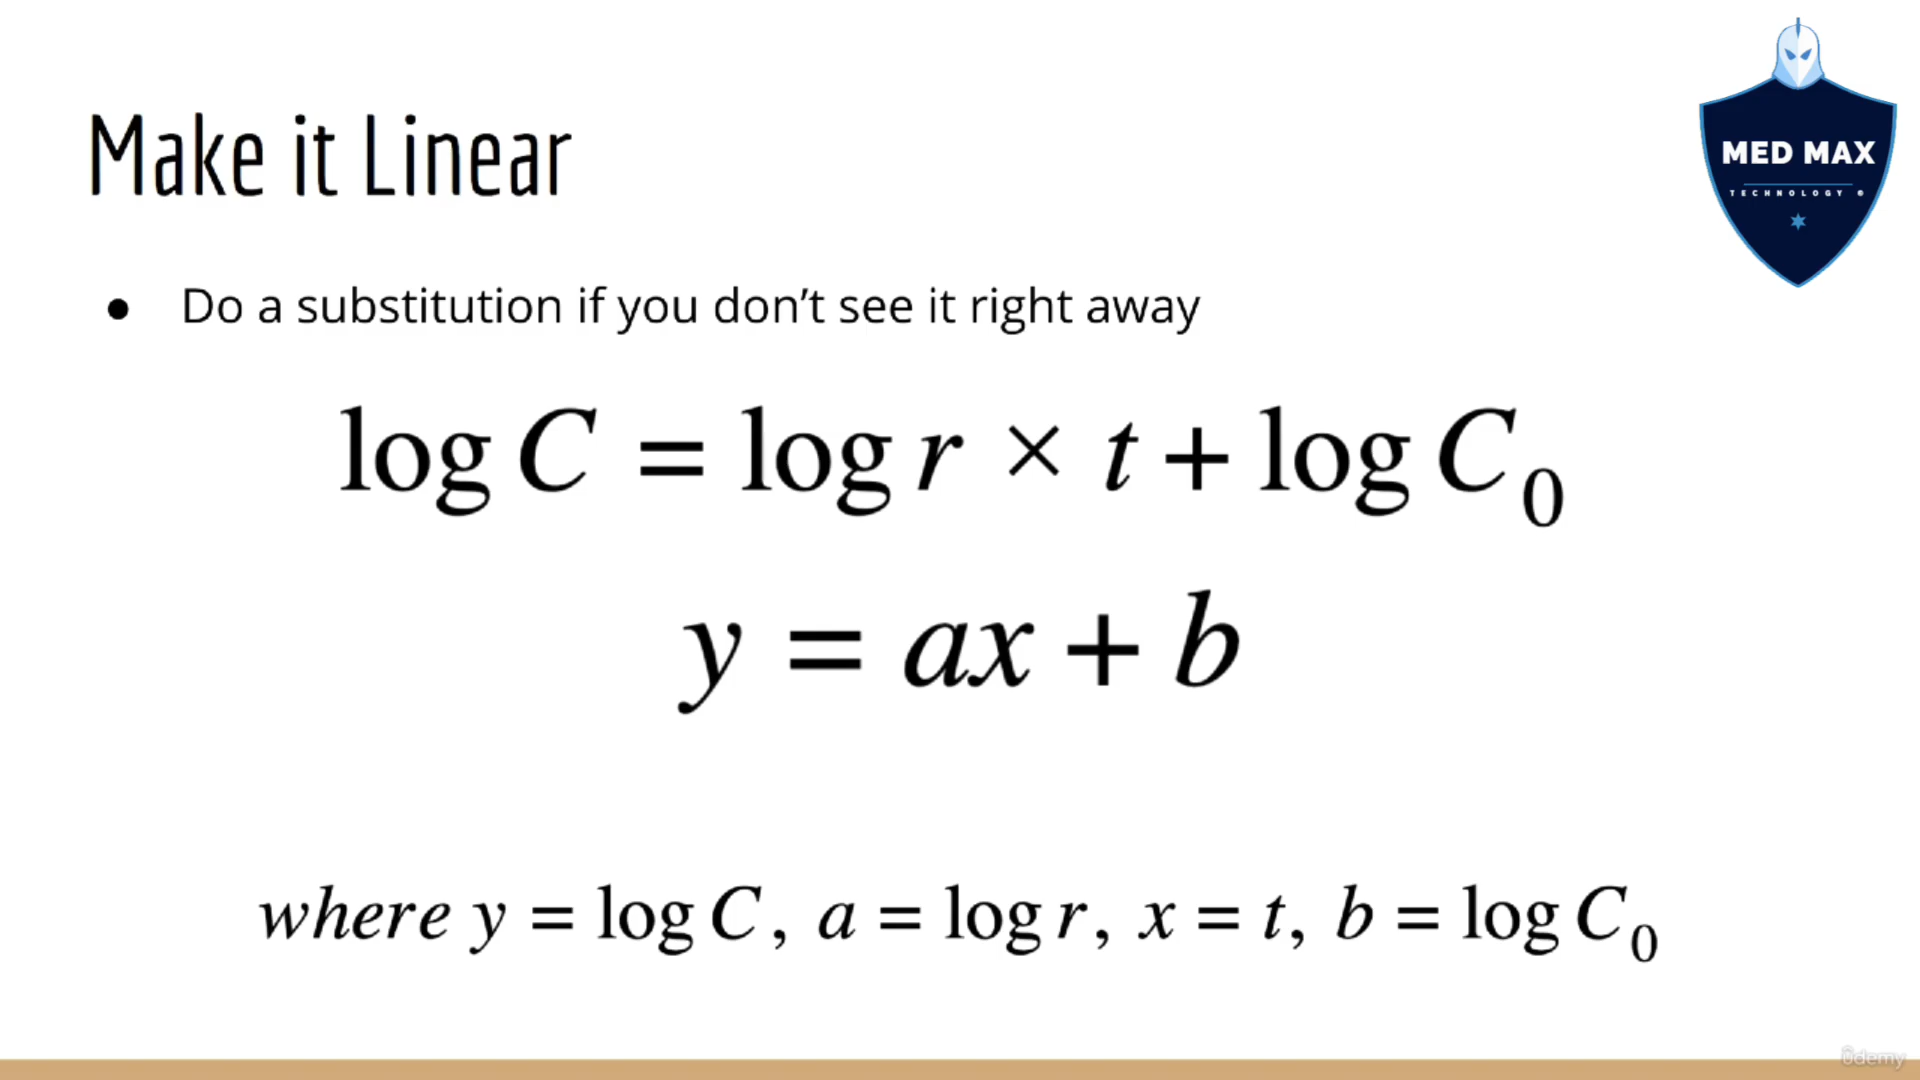 Make it Linear
MED MAX
TECHNOLOGY ®
● Do a substitution if you don’t see it right away
log C = log r × t + log C₀
y = ax + b
where y = log C, a = log r, x = t, b = log C₀
ûdemy